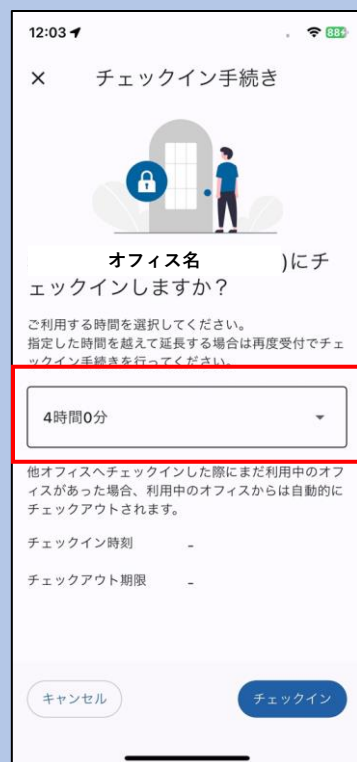 12:03
88
チェックイン手続き
オフィス名 )にチ
ェックインしますか？
ご利用する時間を選択してください。
指定した時間を越えて延長する場合は再度受付でチェ
ックイン手続きを行ってください。
4時間0分
他オフィスへチェックインした際にまだ利用中のオフ
ィスがあった場合、利用中のオフィスからは自動的に
チェックアウトされます。
チェックイン時刻 -
チェックアウト期限 -
キャンセル チェックイン